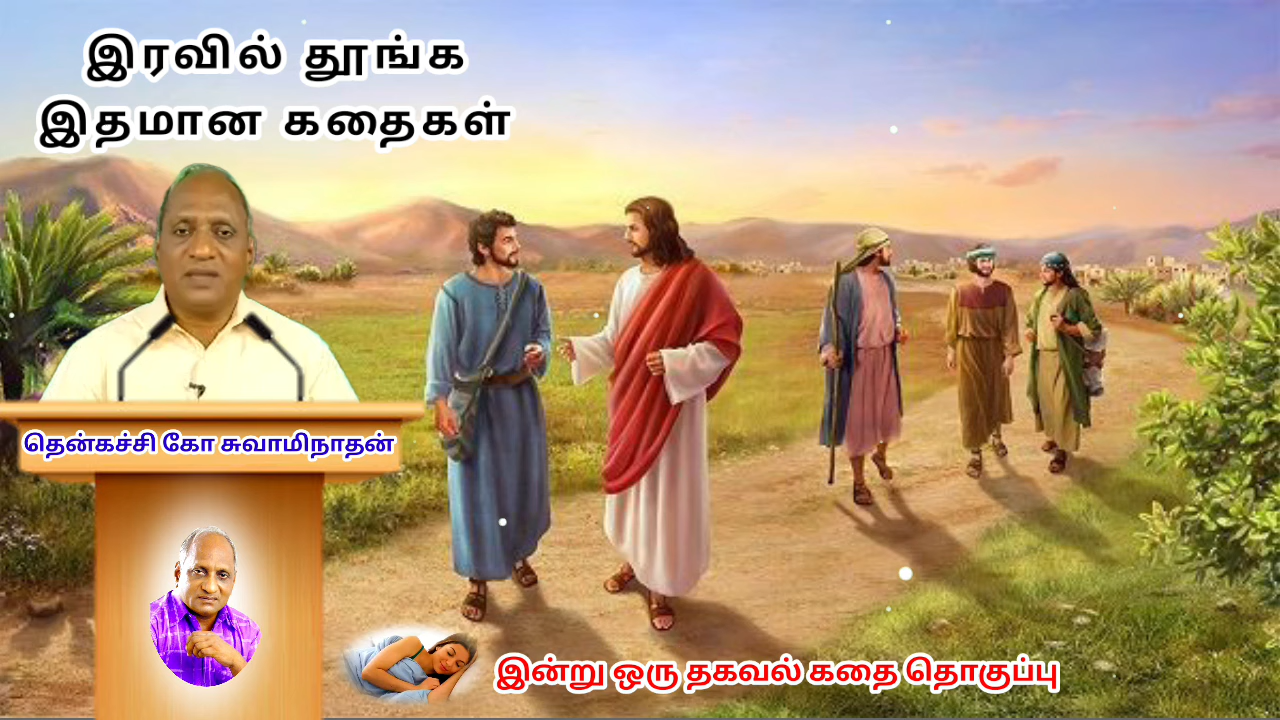 இரவில் தூங்க
இதமான கதைகள்
தென்கச்சி கோ சுவாமிநாதன்
இன்று ஒரு தகவல் கதை தொகுப்பு